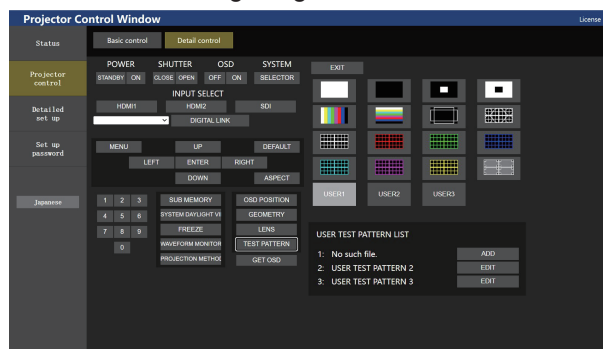 Projector Control Window
License
Status
Projector
control
Detailed
set up
Set up
password
Japanese
Basic control
Detail control
POWER SHUTTER OSD SYSTEM
STANDBY ON CLOSE OPEN OFF ON SELECTOR
INPUT SELECT
HDMI1 HDMI2 SDI
DIGITAL LINK
MENU UP DEFAULT
LEFT ENTER RIGHT
DOWN ASPECT
1 2 3
4 5 6
7 8 9
0
SUB MEMORY
SYSTEM DAYLIGHT VI
FREEZE
WAVEFORM MONITOR
PROJECTION METHOD
OSD POSITION
GEOMETRY
LENS
TEST PATTERN
GET OSD
EXIT
USER1 USER2 USER3
USER TEST PATTERN LIST
1: No such file. ADD
2: USER TEST PATTERN 2 EDIT
3: USER TEST PATTERN 3 EDIT